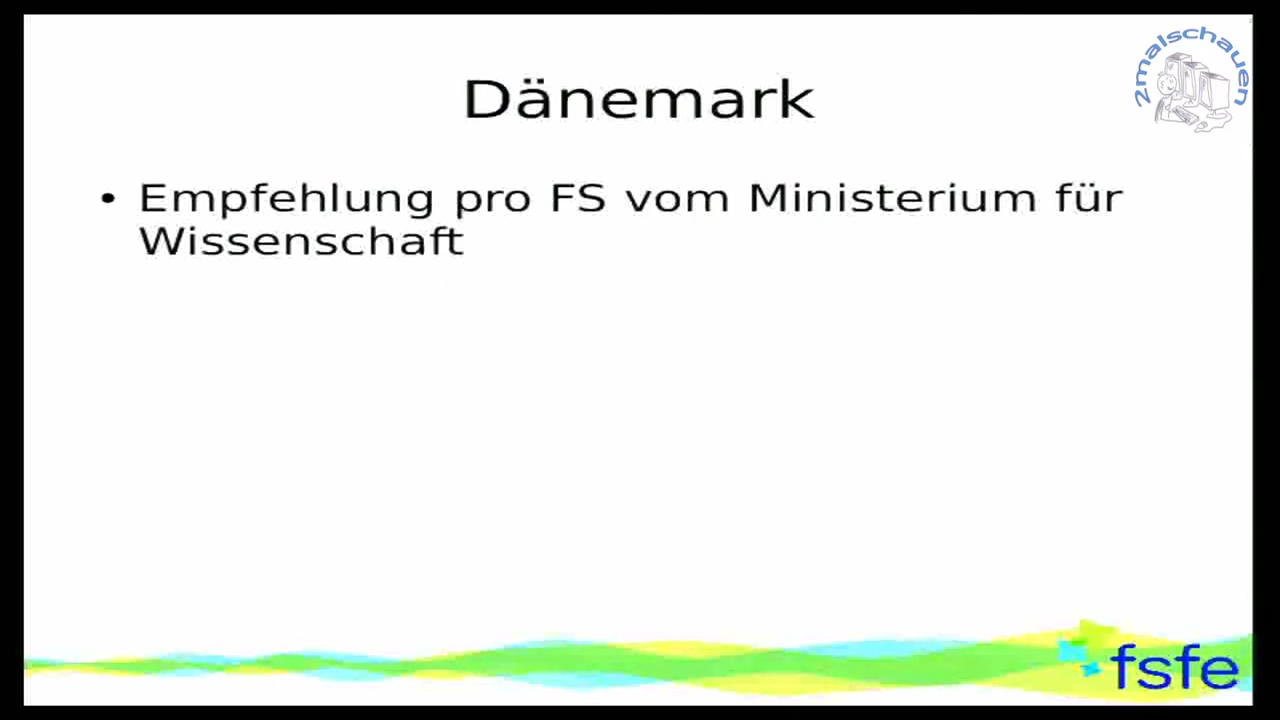 2malschauen
Dänemark
• Empfehlung pro FS vom Ministerium für
Wissenschaft
fsfe